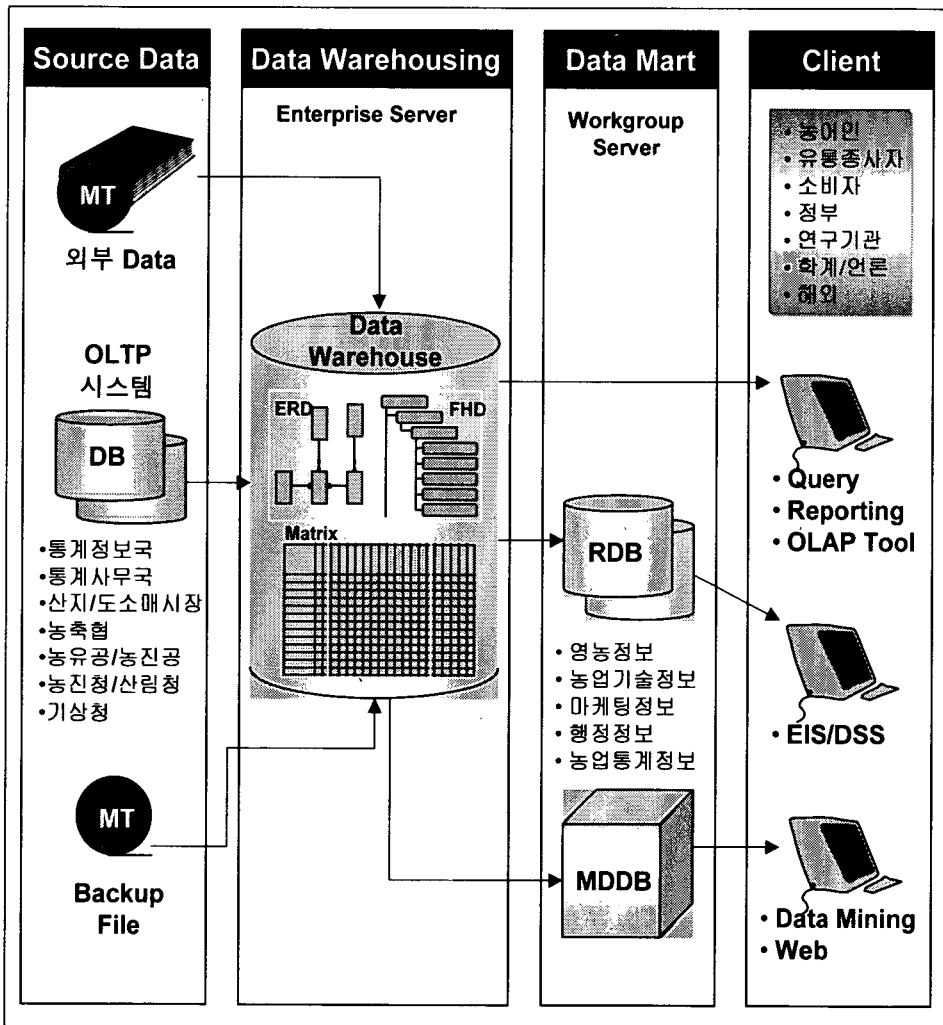 Source Data
MT
외부 Data
OLTP
시스템
DB
•통계정보국
•통계사무국
•산지/도소매시장
•농축협
•농유공/농진공
•농진청/산림청
•기상청
MT
Backup
File
Data Warehousing
Enterprise Server
Data
Warehouse
ERD
FHD
Matrix
Data Mart
Workgroup
Server
RDB
• 영농정보
• 농업기술정보
• 마케팅정보
• 행정정보
• 농업통계정보
MDDB
Client
• 농어민
• 유통종사자
• 소비자
• 정부
• 연구기관
• 학계/언론
• 해외
• Query
• Reporting
• OLAP Tool
• EIS/DSS
• Data Mining
• Web